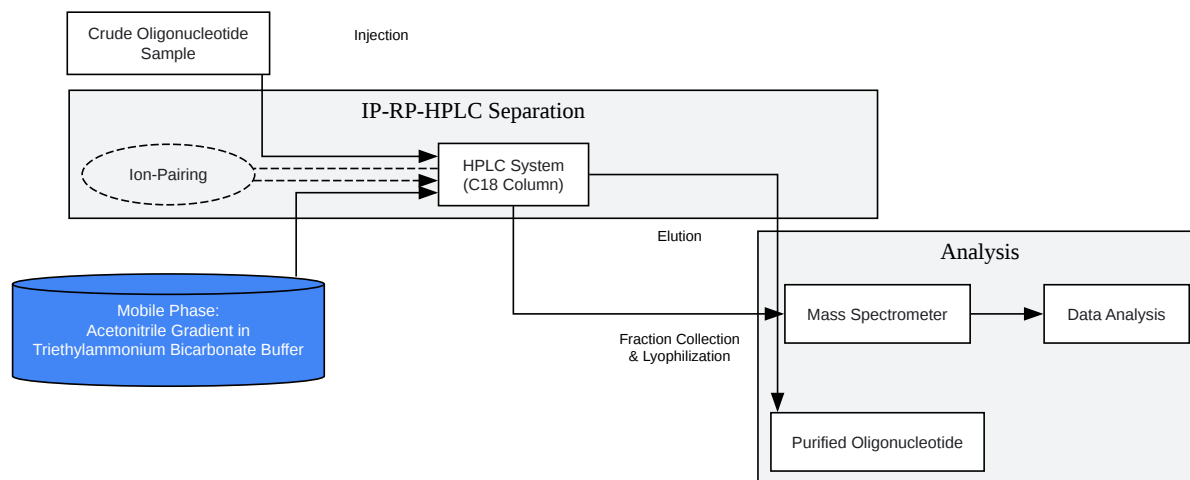 Crude Oligonucleotide
Sample
Injection
IP-RP-HPLC Separation
Ion-Pairing
HPLC System
(C18 Column)
Elution
Analysis
Mobile Phase:
Acetonitrile Gradient in
Triethylammonium Bicarbonate Buffer
Mass Spectrometer
Data Analysis
Fraction Collection
& Lyophilization
Purified Oligonucleotide